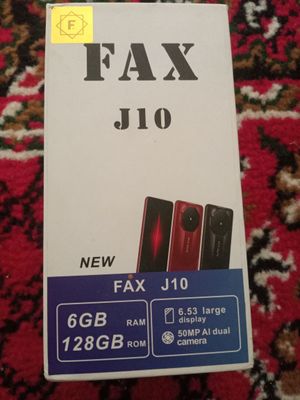 F
FAX
J10
NEW
FAX J10
6GB RAM
128GB ROM
6.53 large
display
50MP AI dual
camera